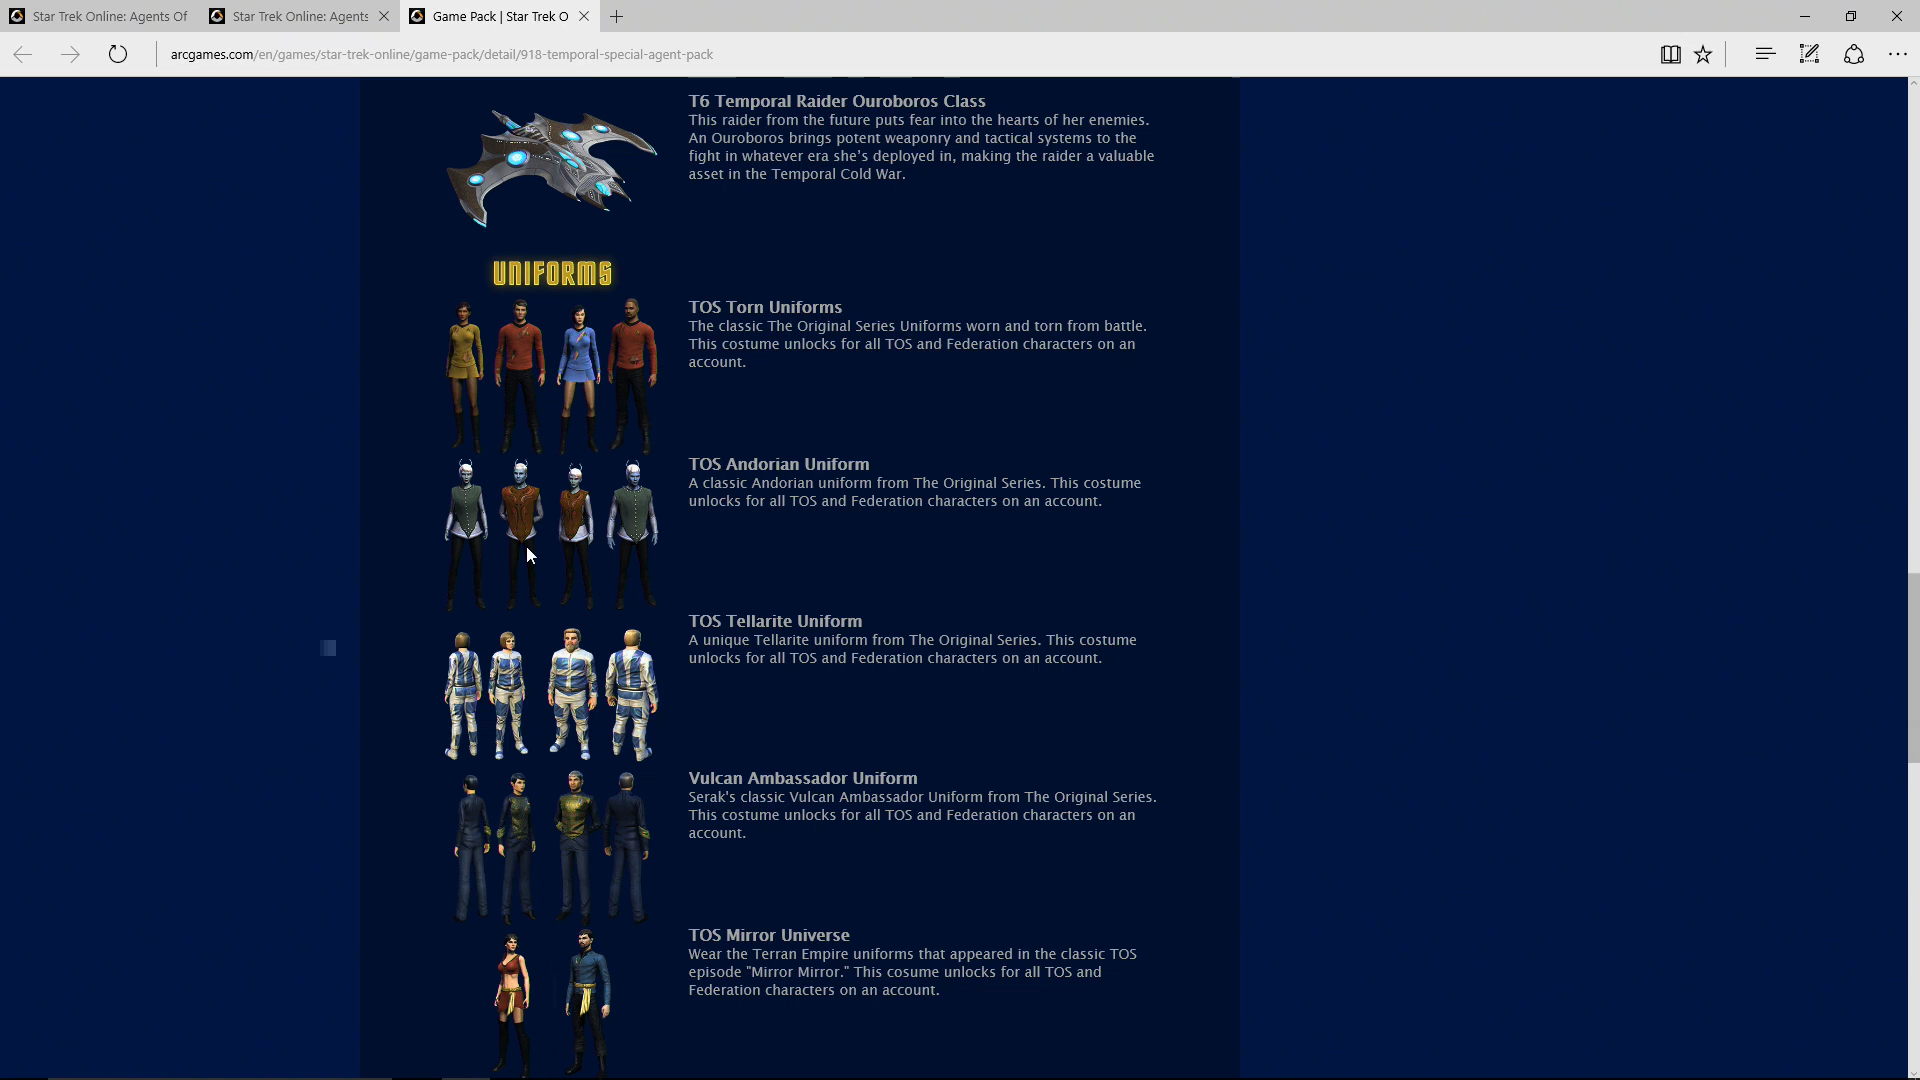 Star Trek Online: Agents Of
Star Trek Online: Agents
Game Pack | Star Trek O
arcgames.com/en/games/star-trek-online/game-pack/detail/918-temporal-special-agent-pack
T6 Temporal Raider Ouroboros Class
This raider from the future puts fear into the hearts of her enemies.
An Ouroboros brings potent weaponry and tactical systems to the
fight in whatever era she's deployed in, making the raider a valuable
asset in the Temporal Cold War.
UNIFORMS
TOS Torn Uniforms
The classic The Original Series Uniforms worn and torn from battle.
This costume unlocks for all TOS and Federation characters on an
account.
TOS Andorian Uniform
A classic Andorian uniform from The Original Series. This costume
unlocks for all TOS and Federation characters on an account.
TOS Tellarite Uniform
A unique Tellarite uniform from The Original Series. This costume
unlocks for all TOS and Federation characters on an account.
Vulcan Ambassador Uniform
Serak's classic Vulcan Ambassador Uniform from The Original Series.
This costume unlocks for all TOS and Federation characters on an
account.
TOS Mirror Universe
Wear the Terran Empire uniforms that appeared in the classic TOS
episode "Mirror Mirror." This cosume unlocks for all TOS and
Federation characters on an account.